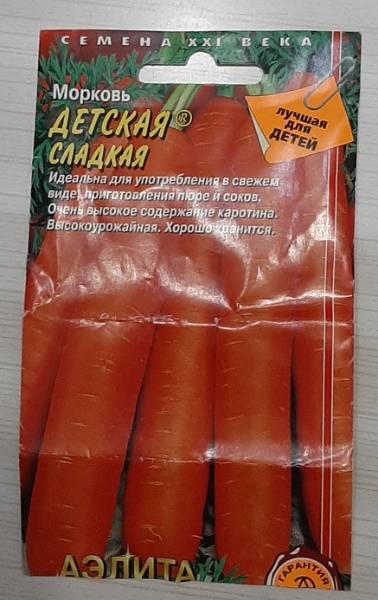 СЕМЕНА XXI ВЕКА
Морковь
ДЕТСКАЯ®
СЛАДКАЯ
лучшая
для
ДЕТЕЙ
Идеальна для употребления в свежем
виде, приготовления пюре и соков.
Очень высокое содержание каротина.
Высокоурожайная. Хорошо хранится.
АЭЛИТА
ГАРАНТИЯ